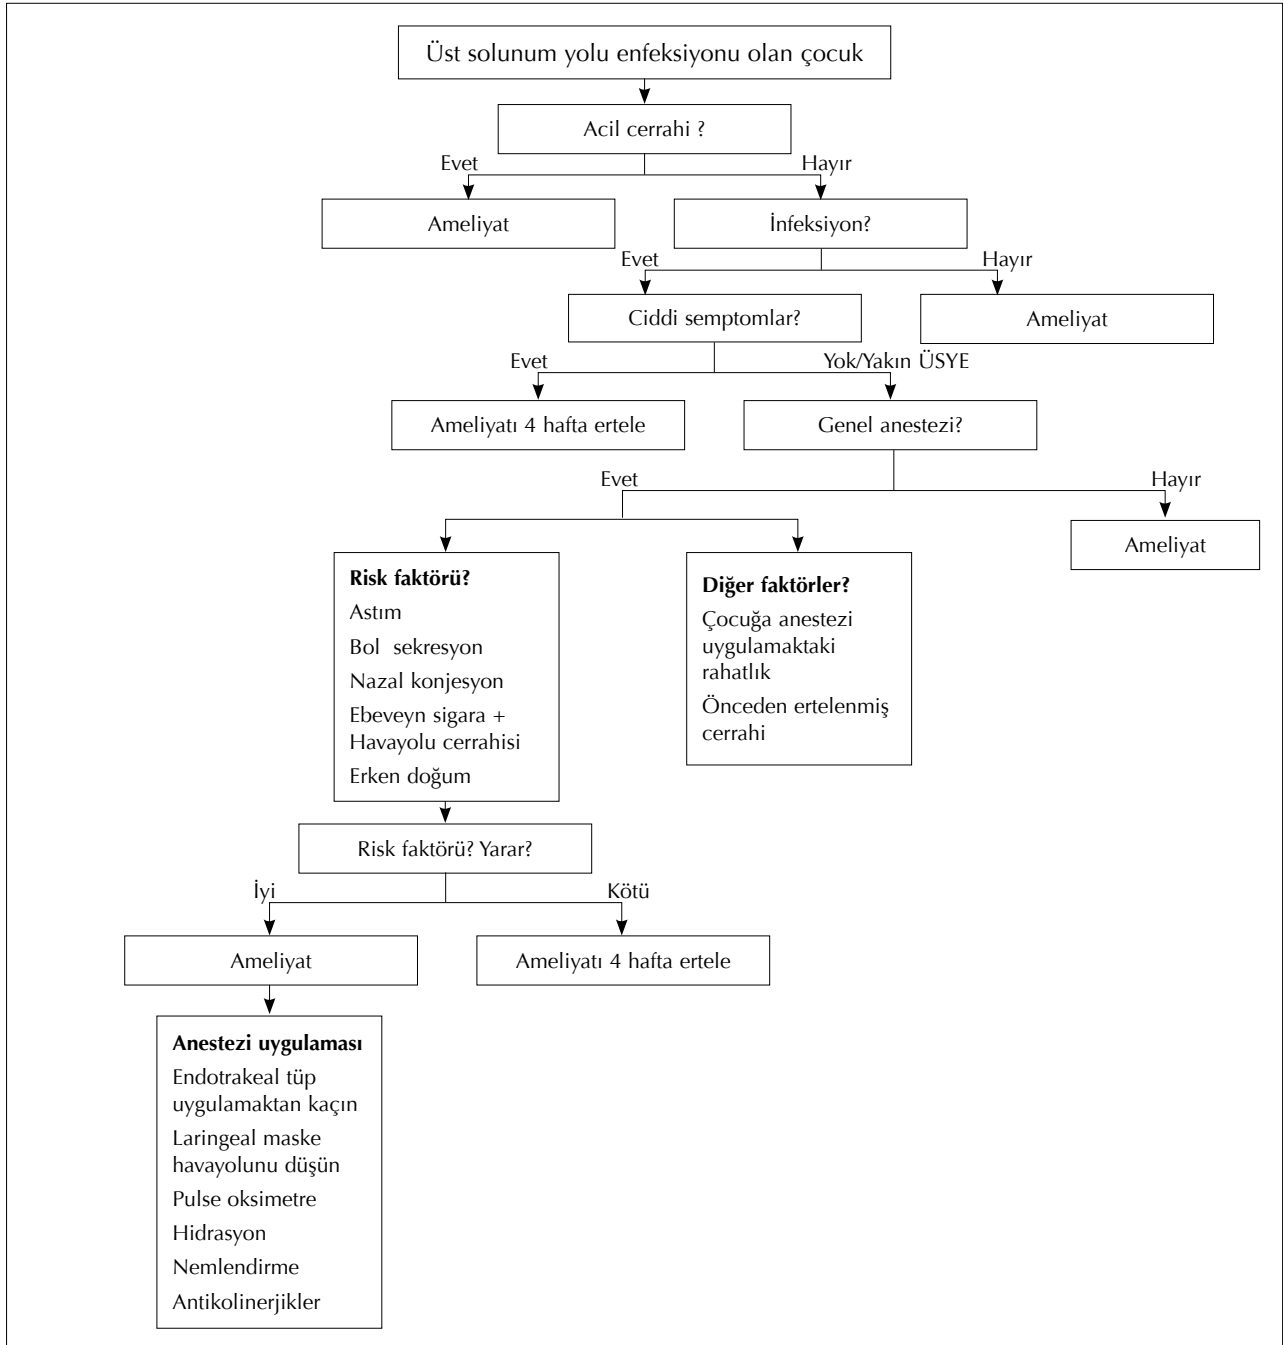 Üst solunum yolu enfeksiyonu olan çocuk
Acil cerrahi ?
Evet
Hayır
Ameliyat
İnfeksiyon?
Evet
Hayır
Ciddi semptomlar?
Ameliyat
Evet
Yok/Yakın ÜSYE
Ameliyatı 4 hafta ertele
Genel anestezi?
Evet
Hayır
Ameliyat
Risk faktörü?
Astım
Bol sekresyon
Nazal konjesyon
Ebeveyn sigara +
Havayolu cerrahisi
Erken doğum
Diğer faktörler?
Çocuğa anestezi
uygulamaktaki
rahatlık
Önceden ertelenmiş
cerrahi
Risk faktörü? Yarar?
İyi
Kötü
Ameliyat
Ameliyatı 4 hafta ertele
Anestezi uygulaması
Endotrakeal tüp
uygulamaktan kaçın
Laringeal maske
havayolunu düşün
Pulse oksimetre
Hidrasyon
Nemlendirme
Antikolinerjikler